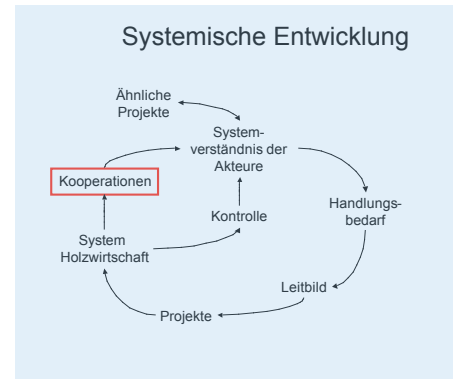 Systemische Entwicklung
Ähnliche
Projekte
System-
verständnis der
Akteure
Kooperationen
Handlungs-
bedarf
Kontrolle
System
Holzwirtschaft
Leitbild
Projekte